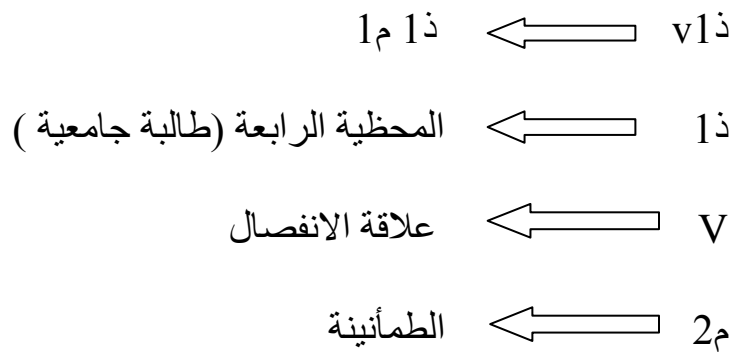 ذ1v ذ1 م1
ذ1 المحظية الرابعة (طالبة جامعية )
V علاقة الانفصال
م2 الطمأنينة